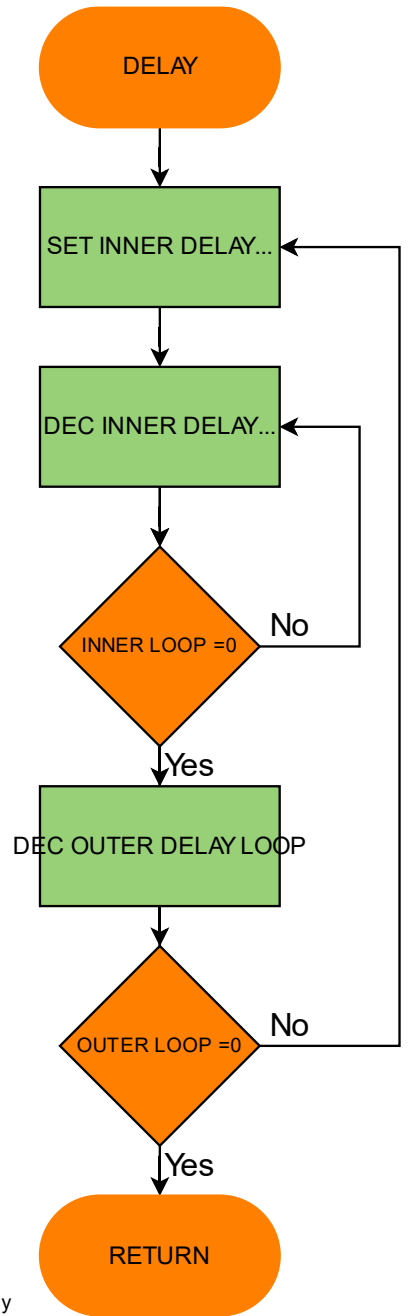 DELAY
SET INNER DELAY...
DEC INNER DELAY...
INNER LOOP =0
No
Yes
DEC OUTER DELAY LOOP
OUTER LOOP =0
No
Yes
RETURN
y